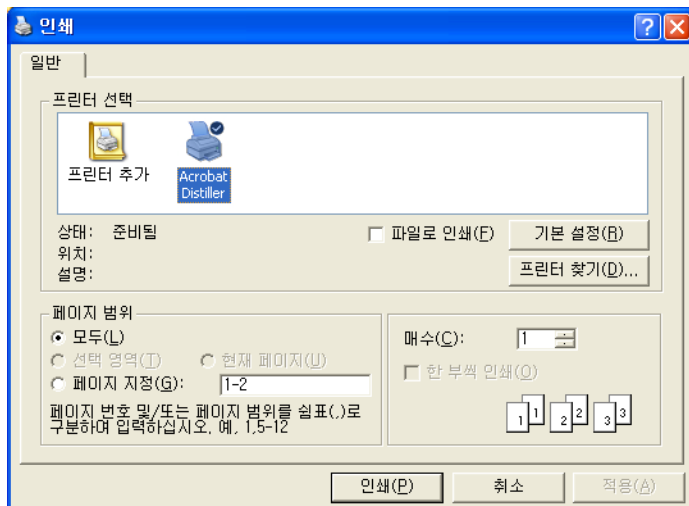 인쇄
일반
프린터 선택
프린터 추가
Acrobat
Distiller
상태: 준비됨
위치:
설명:
파일로 인쇄(F)
기본 설정(R)
프린터 찾기(D)...
페이지 범위
모두(L)
선택 영역(T) 현재 페이지(U)
페이지 지정(G): 1-2
페이지 번호 및/또는 페이지 범위를 쉼표(,)로
구분하여 입력하십시오. 예, 1,5-12
매수(C): 1
한 부씩 인쇄(O)
1 1 2 2 3 3
인쇄(P) 취소 적용(A)